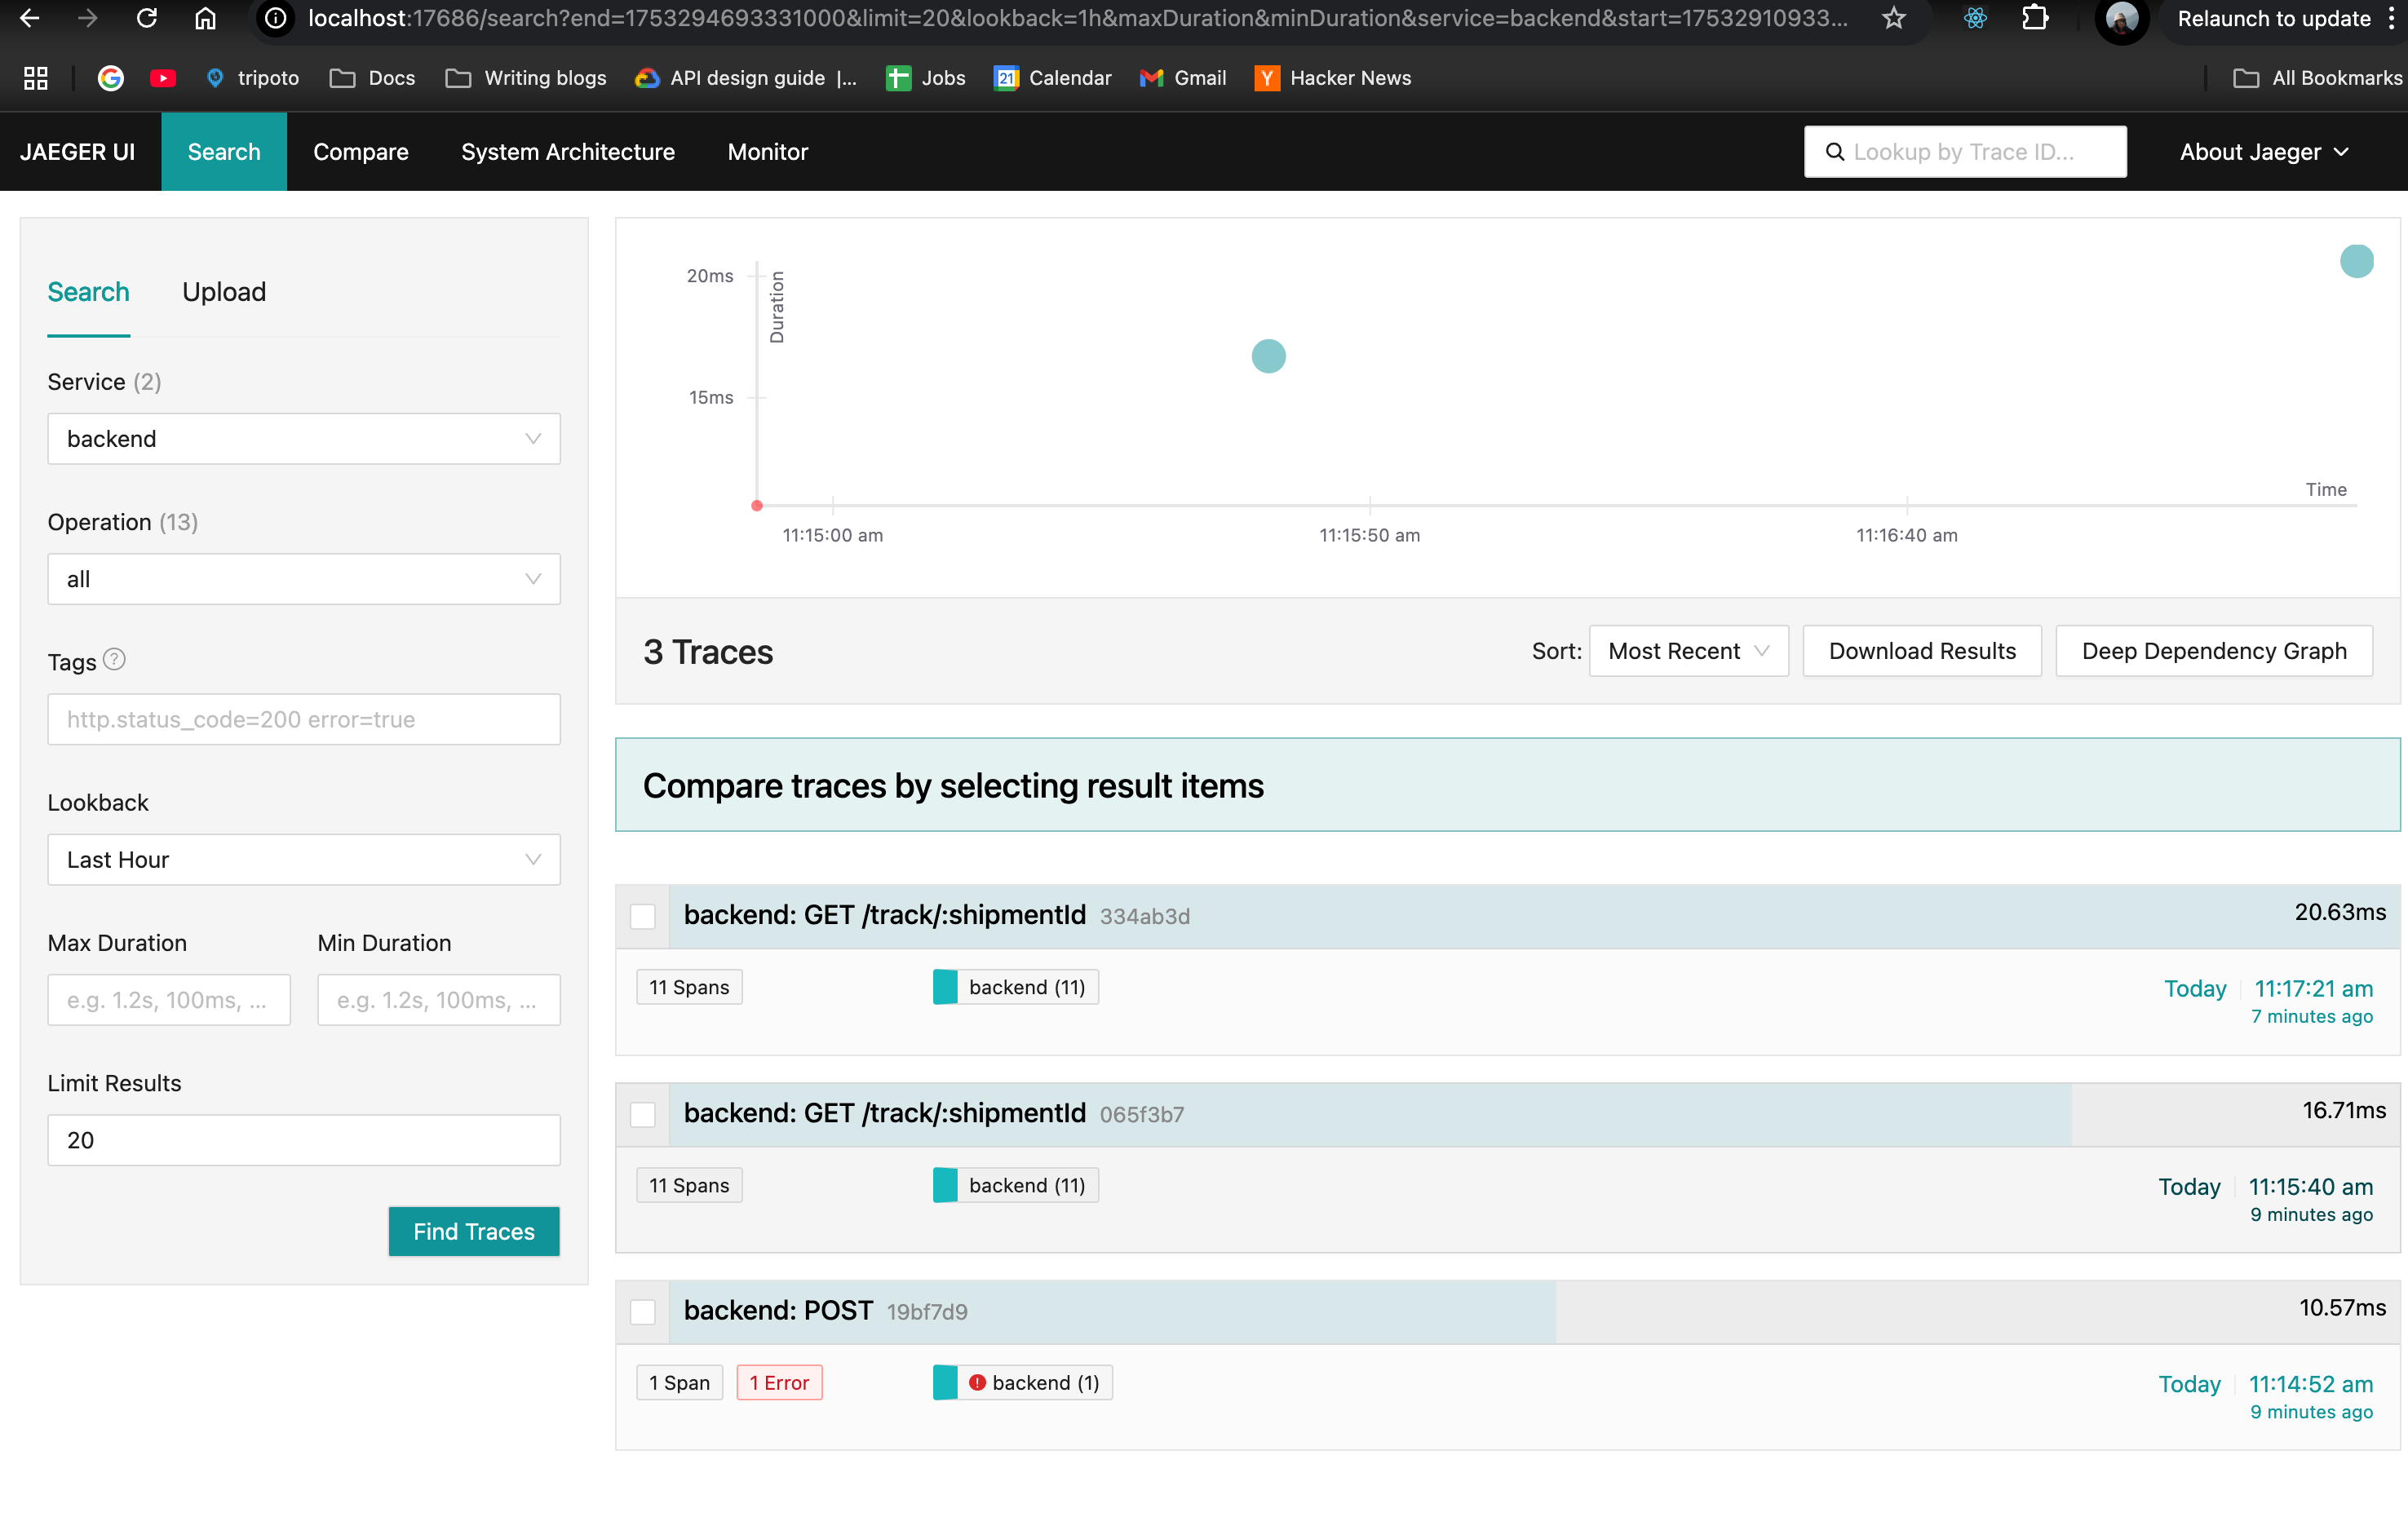 localhost:17686/search?end=1753294693331000&limit=20&lookback=1h&maxDuration&minDuration&service=backend&start=17532910933...
Relaunch to update
tripoto
Docs
Writing blogs
API design guide |...
Jobs
21
Calendar
Gmail
Y
Hacker News
All Bookmarks
JAEGER UI
Search
Compare
System Architecture
Monitor
Lookup by Trace ID...
About Jaeger
Search
Upload
Service (2)
backend
Operation (13)
all
Tags ?
http.status_code=200 error=true
Lookback
Last Hour
Max Duration
Min Duration
e.g. 1.2s, 100ms, ...
e.g. 1.2s, 100ms, ...
Limit Results
20
Find Traces
20ms
15ms
Duration
Time
11:15:00 am
11:15:50 am
11:16:40 am
3 Traces
Sort:
Most Recent
Download Results
Deep Dependency Graph
Compare traces by selecting result items
backend: GET /track/:shipmentId 334ab3d
20.63ms
11 Spans
backend (11)
Today
11:17:21 am
7 minutes ago
backend: GET /track/:shipmentId 065f3b7
16.71ms
11 Spans
backend (11)
Today
11:15:40 am
9 minutes ago
backend: POST 19bf7d9
10.57ms
1 Span
1 Error
backend (1)
Today
11:14:52 am
9 minutes ago